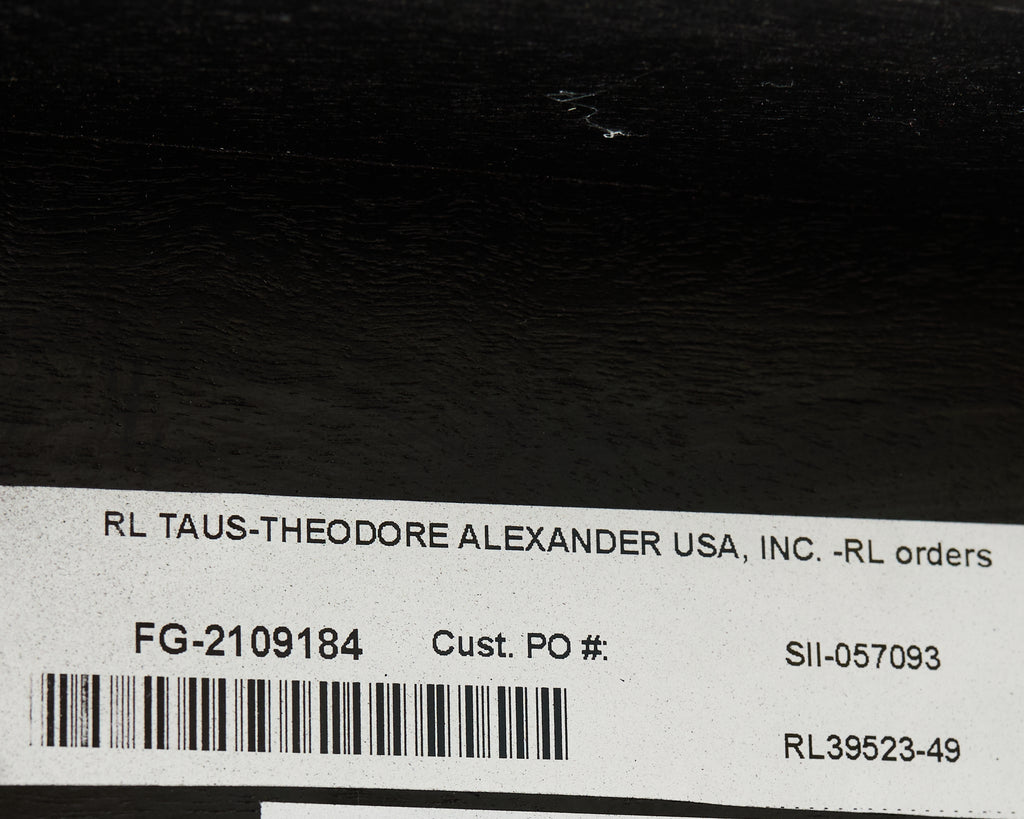 RL TAUS-THEODORE ALEXANDER USA, INC. -RL orders
FG-2109184 Cust. PO #: SII-057093
RL39523-49